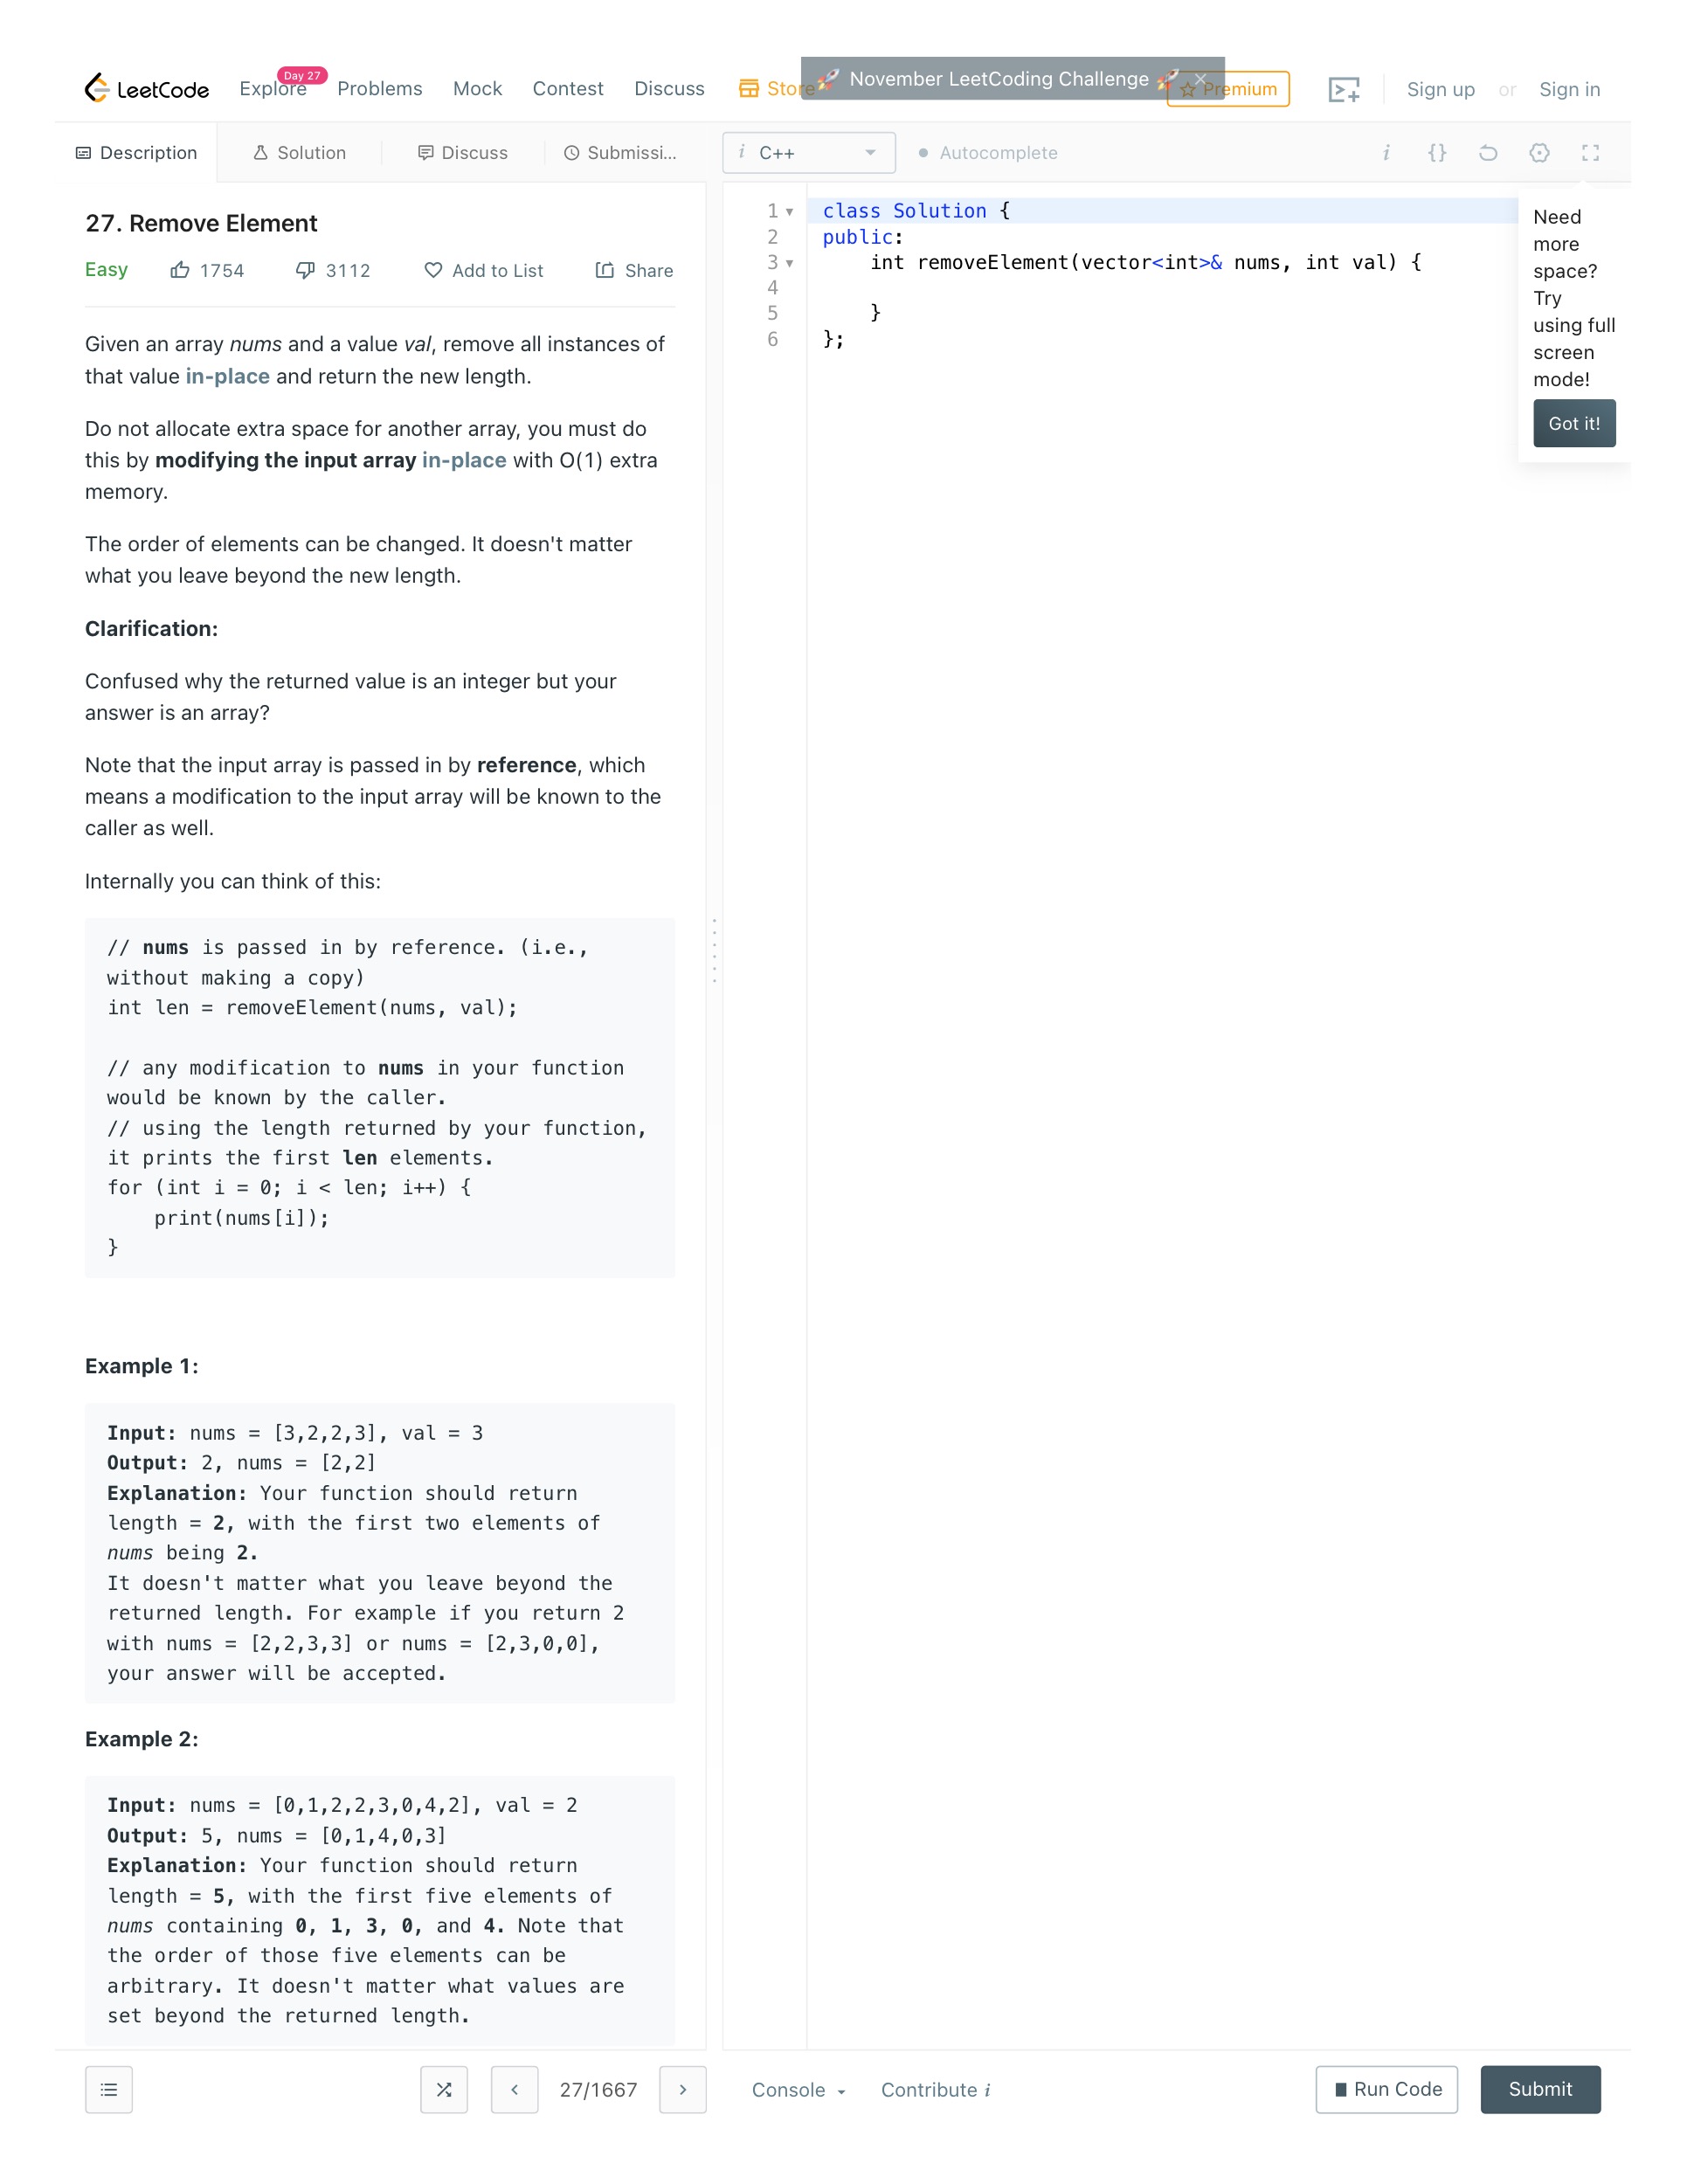 LeetCode
Explore
Day 27
Problems
Mock
Contest
Discuss
Store
🚀 November LeetCoding Challenge 🚀 ×
Premium
Sign up or Sign in
Description
Solution
Discuss
Submissi...
i C++
Autocomplete
27. Remove Element
Easy 1754 3112 Add to List Share
Given an array nums and a value val, remove all instances of
that value in-place and return the new length.
Do not allocate extra space for another array, you must do
this by modifying the input array in-place with O(1) extra
memory.
The order of elements can be changed. It doesn't matter
what you leave beyond the new length.
Clarification:
Confused why the returned value is an integer but your
answer is an array?
Note that the input array is passed in by reference, which
means a modification to the input array will be known to the
caller as well.
Internally you can think of this:
// nums is passed in by reference. (i.e.,
without making a copy)
int len = removeElement(nums, val);
// any modification to nums in your function
would be known by the caller.
// using the length returned by your function,
it prints the first len elements.
for (int i = 0; i < len; i++) {
    print(nums[i]);
}
Example 1:
Input: nums = [3,2,2,3], val = 3
Output: 2, nums = [2,2]
Explanation: Your function should return
length = 2, with the first two elements of
nums being 2.
It doesn't matter what you leave beyond the
returned length. For example if you return 2
with nums = [2,2,3,3] or nums = [2,3,0,0],
your answer will be accepted.
Example 2:
Input: nums = [0,1,2,2,3,0,4,2], val = 2
Output: 5, nums = [0,1,4,0,3]
Explanation: Your function should return
length = 5, with the first five elements of
nums containing 0, 1, 3, 0, and 4. Note that
the order of those five elements can be
arbitrary. It doesn't matter what values are
set beyond the returned length.
1 class Solution {
2 public:
3     int removeElement(vector<int>& nums, int val) {
4
5     }
6 };
i {}
Need
more
space?
Try
using full
screen
mode!
Got it!
27/1667
Console
Contribute i
Run Code
Submit